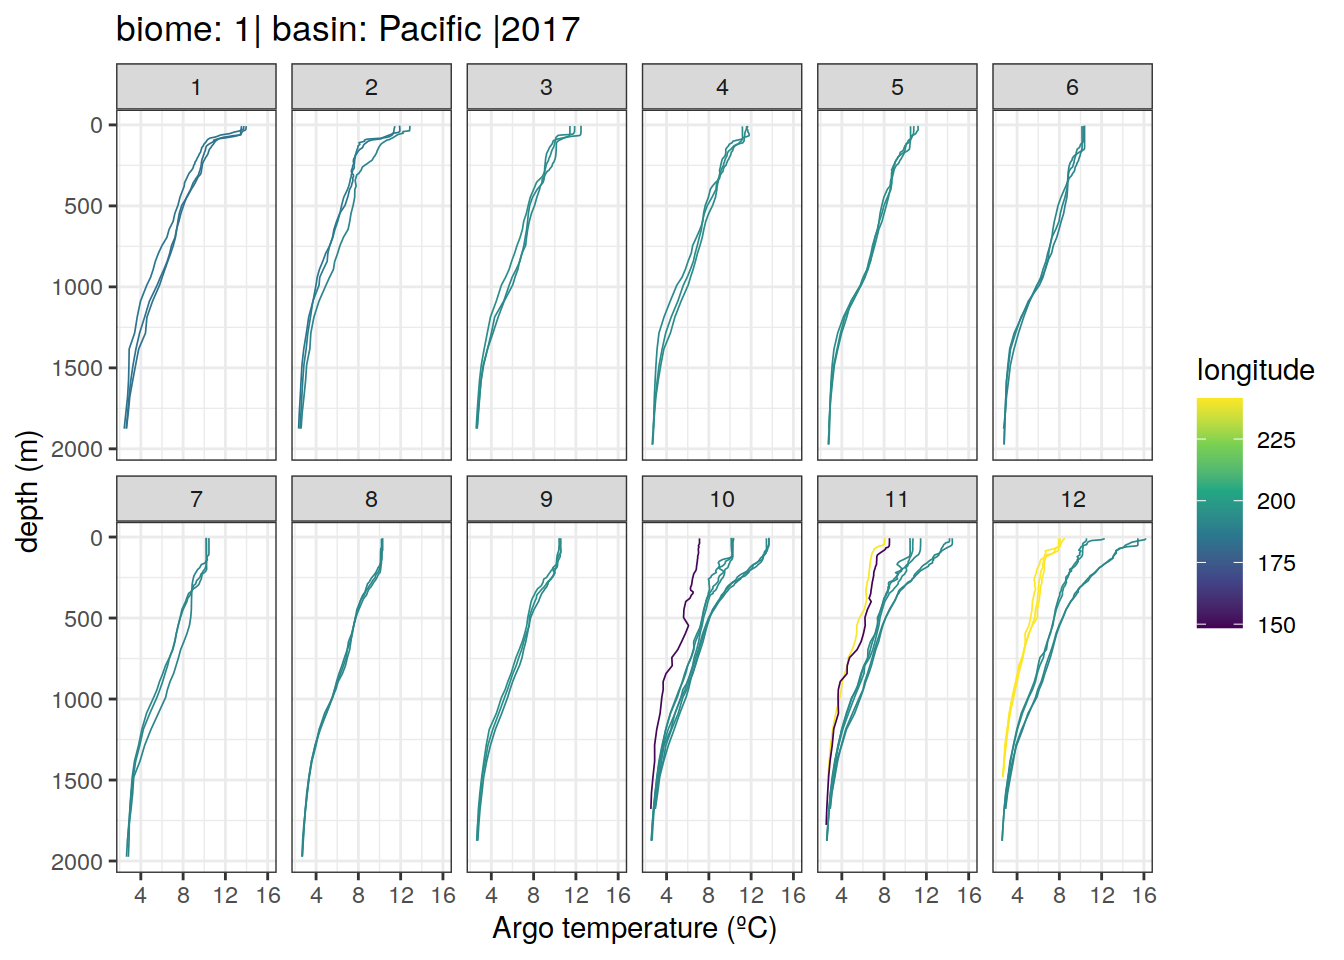 biome: 1| basin: Pacific |2017
1 2 3 4 5 6
0
500
1000
1500
2000
7 8 9 10 11 12
0
500
1000
1500
2000
4 8 12 16 4 8 12 16 4 8 12 16 4 8 12 16 4 8 12 16 4 8 12 16
Argo temperature (ºC)
depth (m)
longitude
225
200
175
150